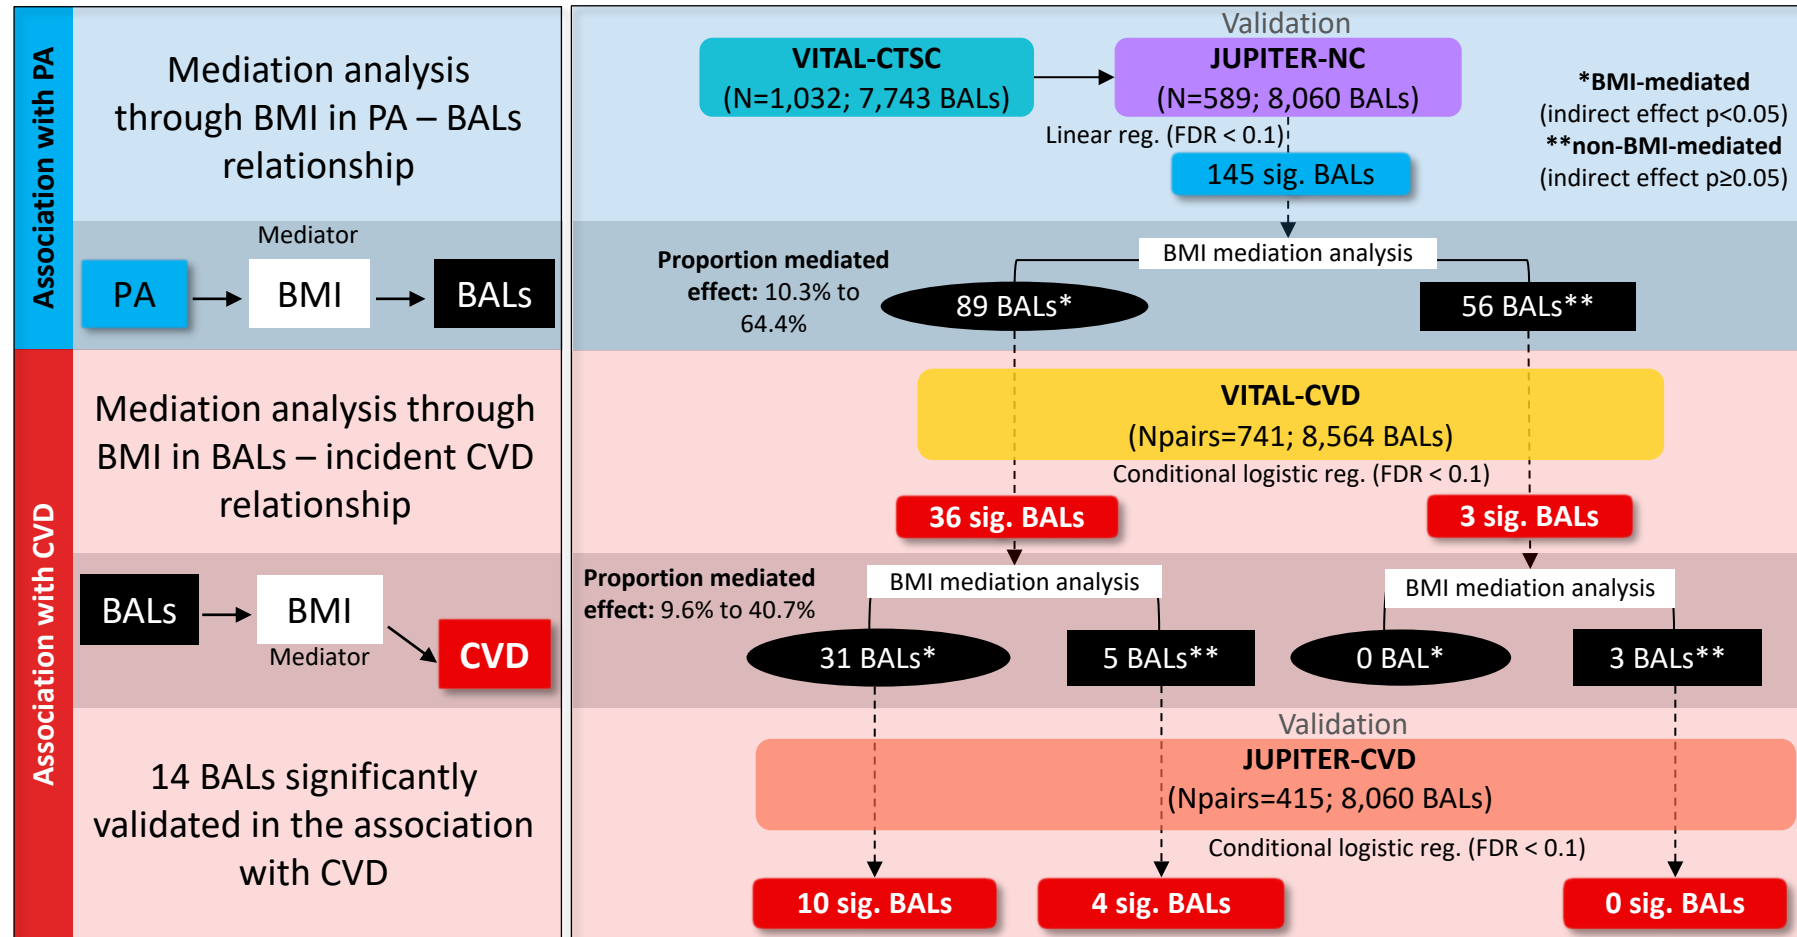 Association with PA
Mediation analysis
through BMI in PA – BALs
relationship
Mediator
PA
BMI
BALs
Validation
VITAL-CTSC
(N=1,032; 7,743 BALs)
JUPITER-NC
(N=589; 8,060 BALs)
*BMI-mediated
(indirect effect p<0.05)
**non-BMI-mediated
(indirect effect p≥0.05)
Linear reg. (FDR < 0.1)
145 sig. BALs
BMI mediation analysis
Proportion mediated
effect: 10.3% to
64.4%
89 BALs*
56 BALs**
Association with CVD
Mediation analysis through
BMI in BALs – incident CVD
relationship
BALs
BMI
Mediator
CVD
14 BALs significantly
validated in the association
with CVD
VITAL-CVD
(Npairs=741; 8,564 BALs)
Conditional logistic reg. (FDR < 0.1)
36 sig. BALs
3 sig. BALs
Proportion mediated
effect: 9.6% to 40.7%
BMI mediation analysis
BMI mediation analysis
31 BALs*
5 BALs**
0 BAL*
3 BALs**
Validation
JUPITER-CVD
(Npairs=415; 8,060 BALs)
Conditional logistic reg. (FDR < 0.1)
10 sig. BALs
4 sig. BALs
0 sig. BALs